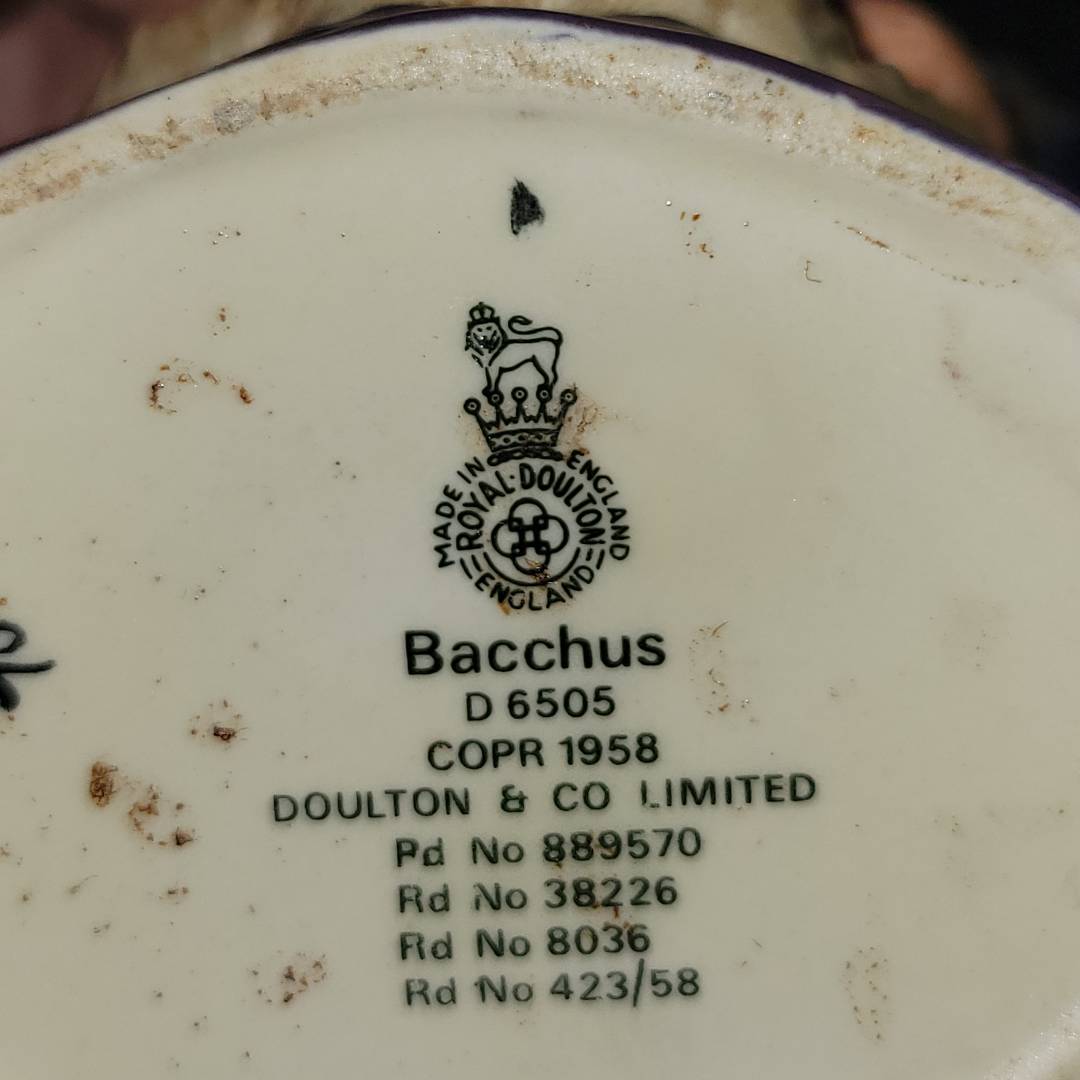 MADE IN ENGLAND
ROYAL·DOULTON
ENGLAND
Bacchus
D 6505
COPR 1958
DOULTON & CO LIMITED
Rd No 889570
Rd No 38226
Rd No 8036
Rd No 423/58